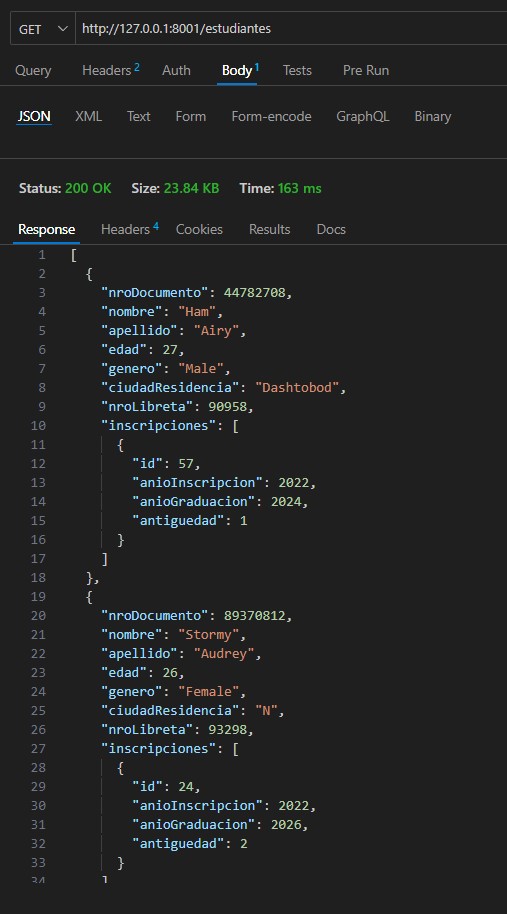 GET http://127.0.0.1:8001/estudiantes
Query Headers 2 Auth Body 1 Tests Pre Run
JSON XML Text Form Form-encode GraphQL Binary
Status: 200 OK Size: 23.84 KB Time: 163 ms
Response Headers 4 Cookies Results Docs
1 [
2 {
3 "nroDocumento": 44782708,
4 "nombre": "Ham",
5 "apellido": "Airy",
6 "edad": 27,
7 "genero": "Male",
8 "ciudadResidencia": "Dashtobod",
9 "nroLibreta": 90958,
10 "inscripciones": [
11 {
12 "id": 57,
13 "anioInscripcion": 2022,
14 "anioGraduacion": 2024,
15 "antiguedad": 1
16 }
17 ]
18 },
19 {
20 "nroDocumento": 89370812,
21 "nombre": "Stormy",
22 "apellido": "Audrey",
23 "edad": 26,
24 "genero": "Female",
25 "ciudadResidencia": "N",
26 "nroLibreta": 93298,
27 "inscripciones": [
28 {
29 "id": 24,
30 "anioInscripcion": 2022,
31 "anioGraduacion": 2026,
32 "antiguedad": 2
33 }
34 ]